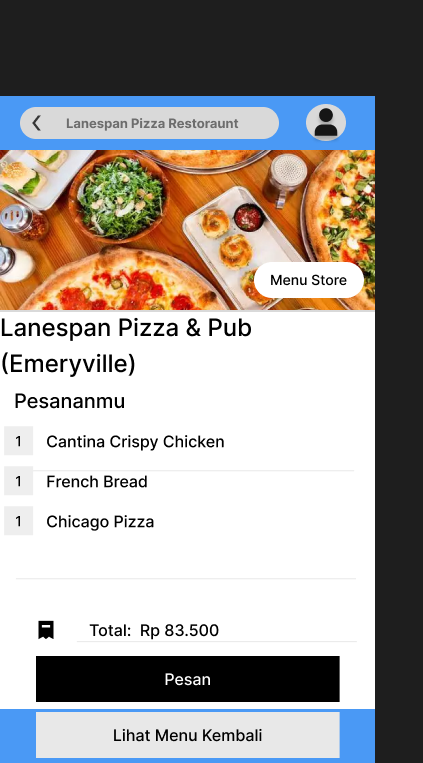 Lanespan Pizza Restoraunt
Menu Store
Lanespan Pizza & Pub
(Emeryville)
Pesananmu
1 Cantina Crispy Chicken
1 French Bread
1 Chicago Pizza
Total: Rp 83.500
Pesan
Lihat Menu Kembali